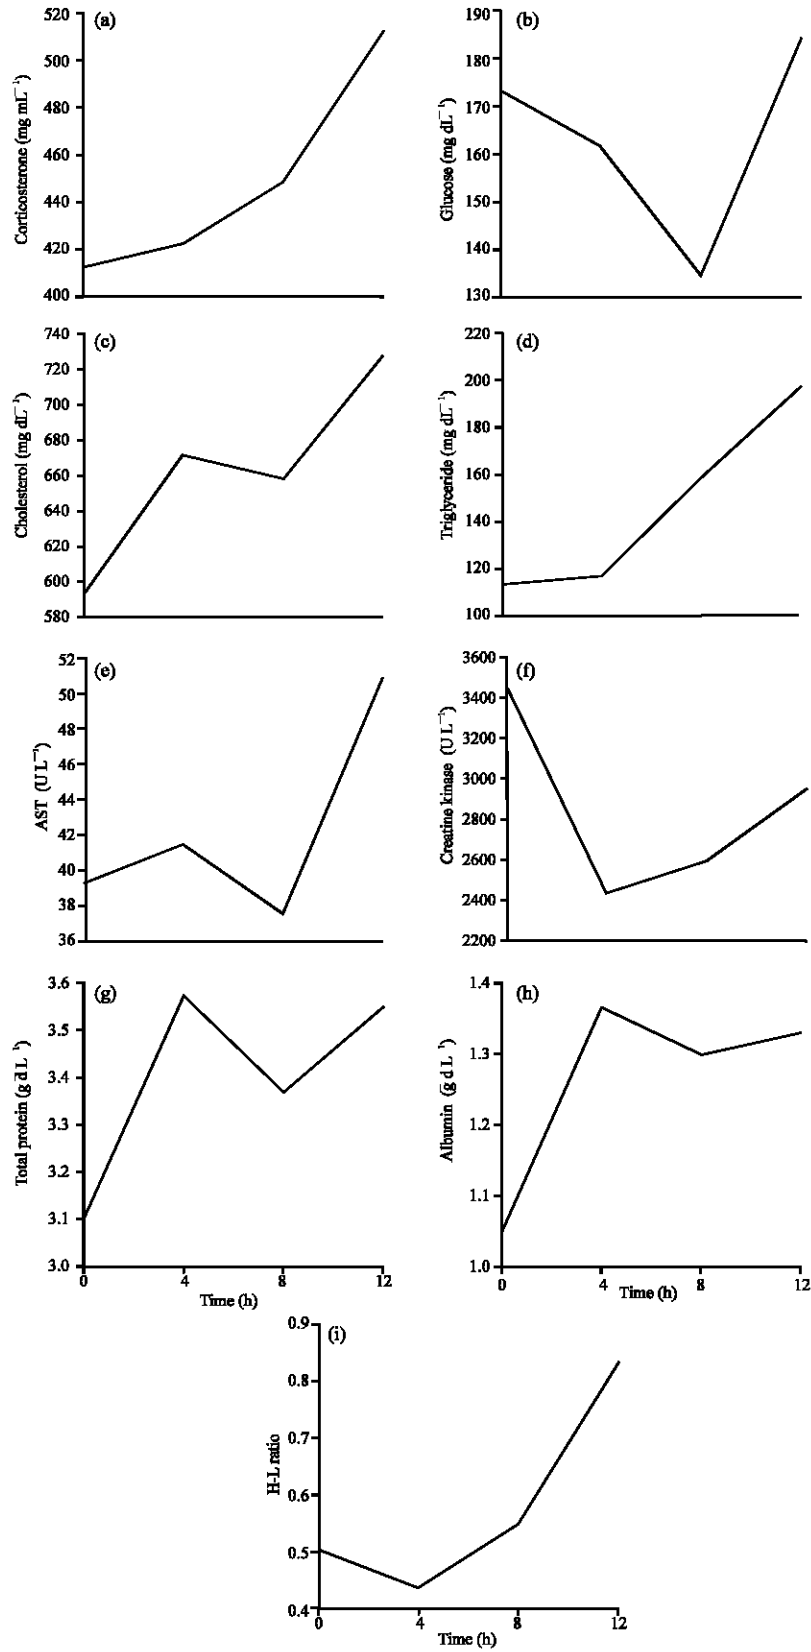 (a)
Corticosterone (mg mL⁻¹)
520
510
480
460
440
420
400
(b)
Glucose (mg dL⁻¹)
190
180
170
160
150
140
130
(c)
Cholesterol (mg dL⁻¹)
740
720
700
680
660
640
620
600
580
(d)
Triglyceride (mg dL⁻¹)
220
200
180
160
140
120
100
(e)
AST (U L⁻¹)
52
50
48
46
44
42
40
38
36
(f)
Creatine kinase (U L⁻¹)
3600
3400
3200
3000
2800
2600
2400
2200
(g)
Total protein (g d L⁻¹)
3.6
3.5
3.4
3.3
3.2
3.1
3.0
0 4 8 12
Time (h)
(h)
Albumin (g d L⁻¹)
1.4
1.3
1.2
1.1
1.0
0 4 8 12
Time (h)
(i)
H-L ratio
0.9
0.8
0.7
0.6
0.5
0.4
0 4 8 12
Time (h)